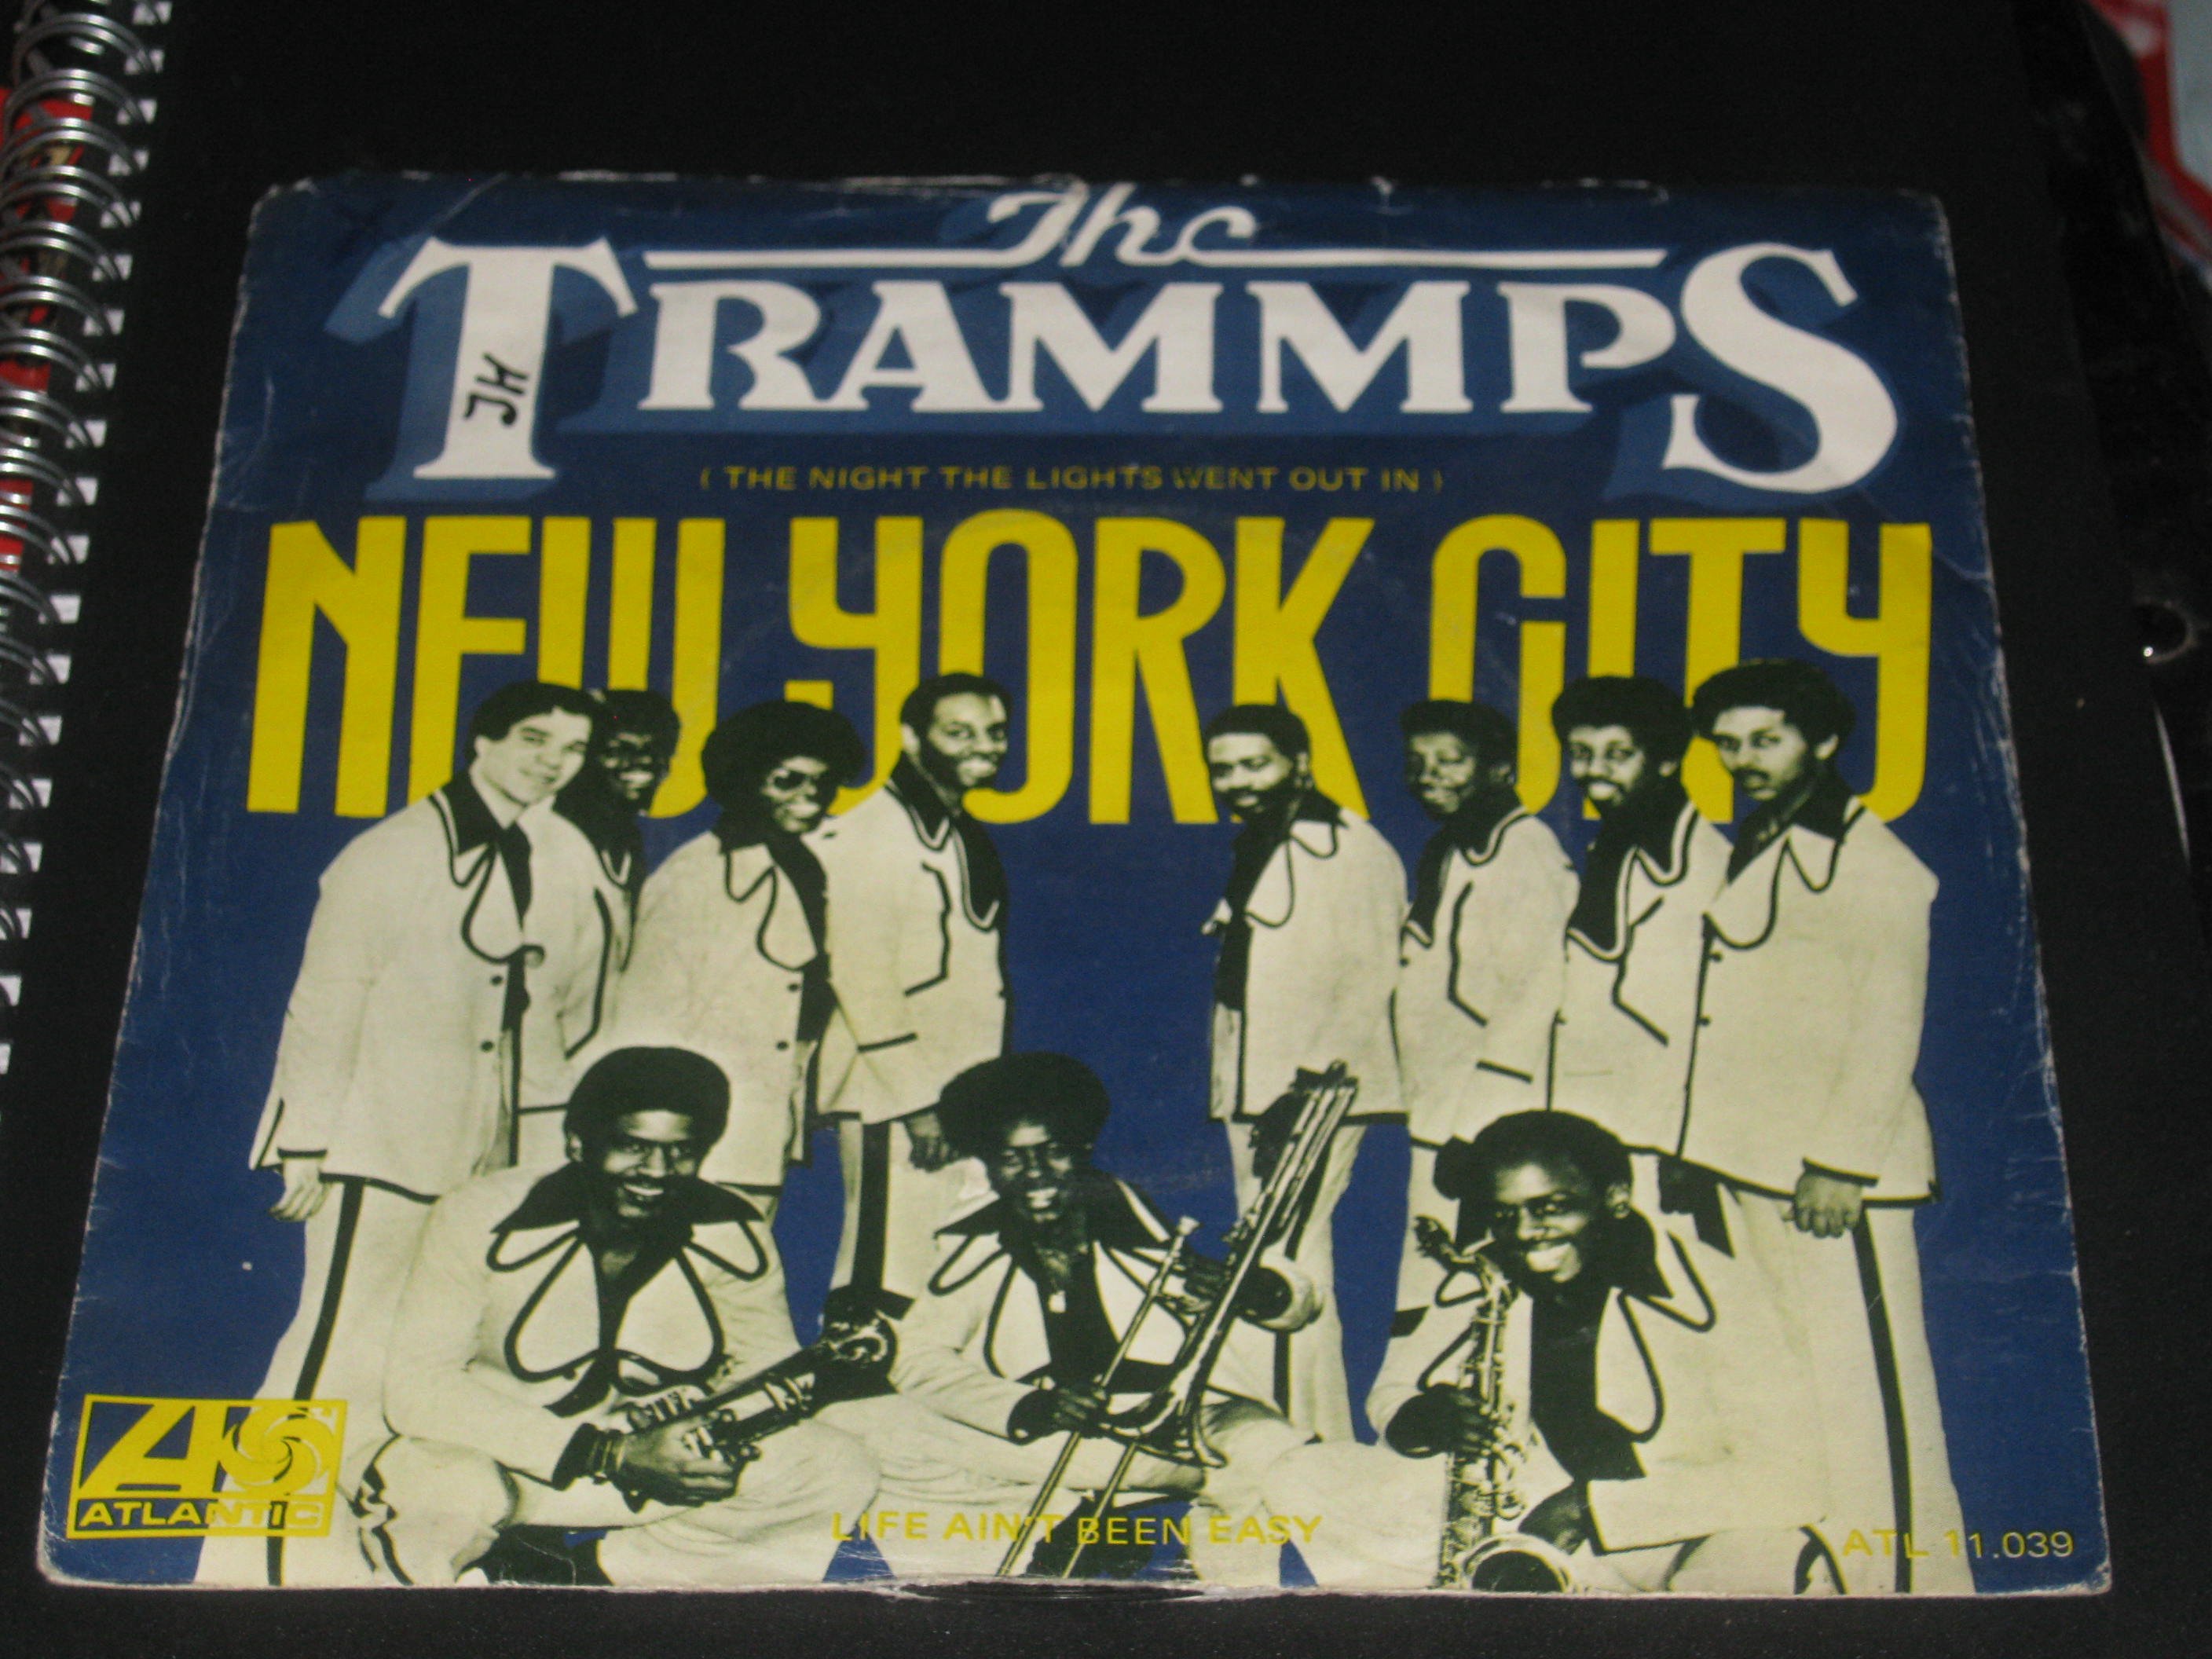 The
TRAMMPS
JH
( THE NIGHT THE LIGHTS WENT OUT IN )
NEW YORK CITY
ATLANTIC
LIFE AIN'T BEEN EASY
ATL 11.039